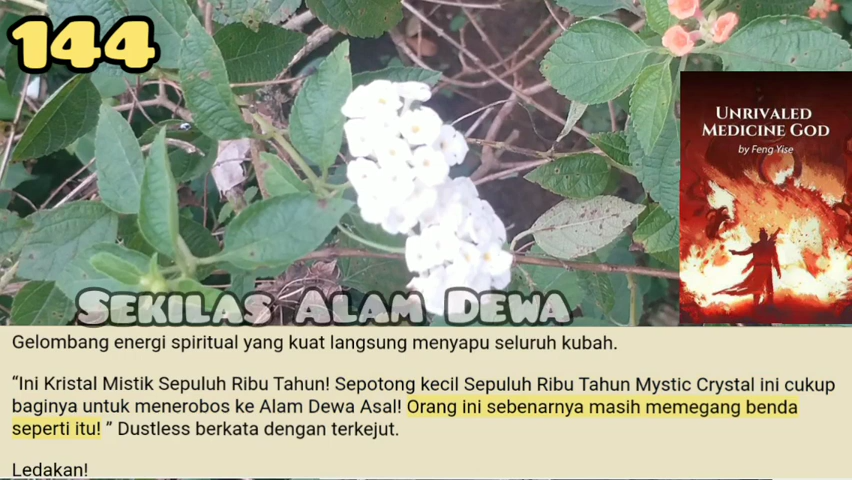 144
UNRIVALED
MEDICINE GOD
by Feng Yise
SEKILAS ALAM DEWA
Gelombang energi spiritual yang kuat langsung menyapu seluruh kubah.
“Ini Kristal Mistik Sepuluh Ribu Tahun! Sepotong kecil Sepuluh Ribu Tahun Mystic Crystal ini cukup
baginya untuk menerobos ke Alam Dewa Asal! Orang ini sebenarnya masih memegang benda
seperti itu! ” Dustless berkata dengan terkejut.
Ledakan!